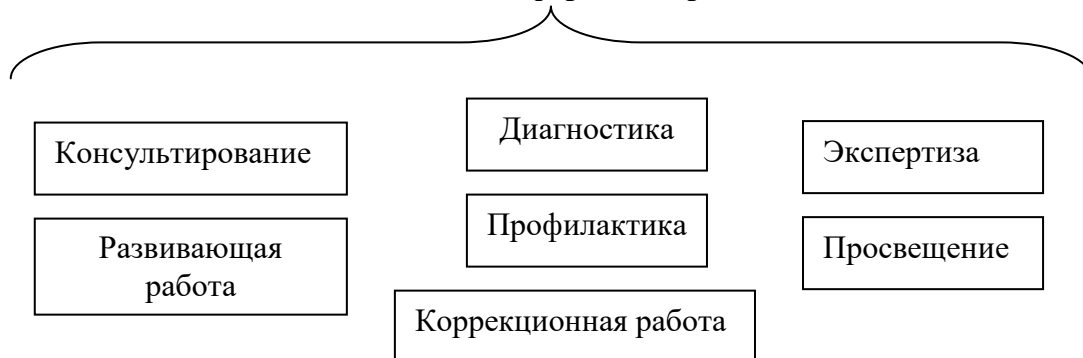 Консультирование
Развивающая
работа
Диагностика
Профилактика
Коррекционная работа
Экспертиза
Просвещение